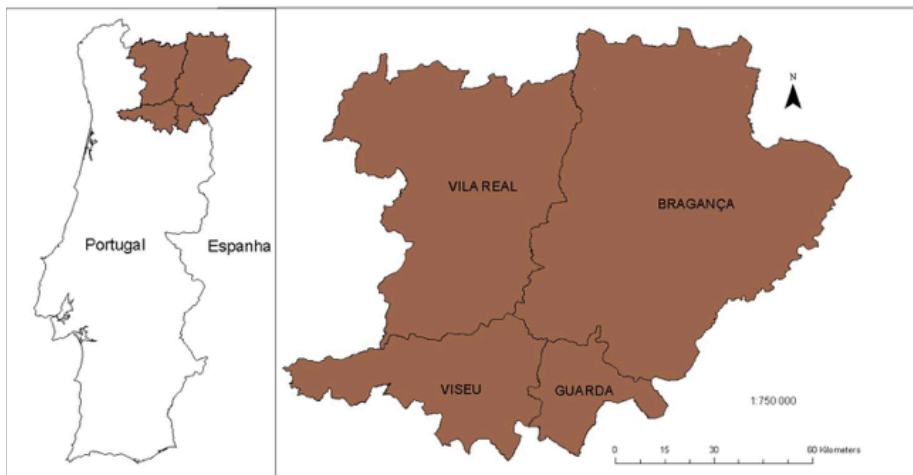 Portugal
Espanha
N
VILA REAL
BRAGANÇA
VISEU
GUARDA
1:750 000
0 15 30 60 Kilometers